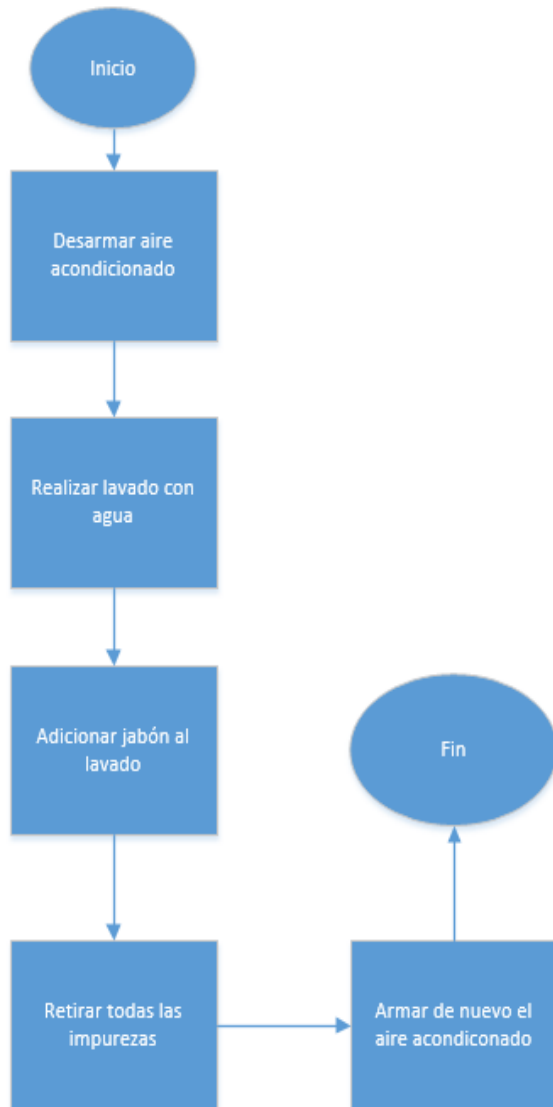 Inicio
Desarmar aire
acondicionado
Realizar lavado con
agua
Adicionar jabón al
lavado
Retirar todas las
impurezas
Armar de nuevo el
aire acondiconado
Fin